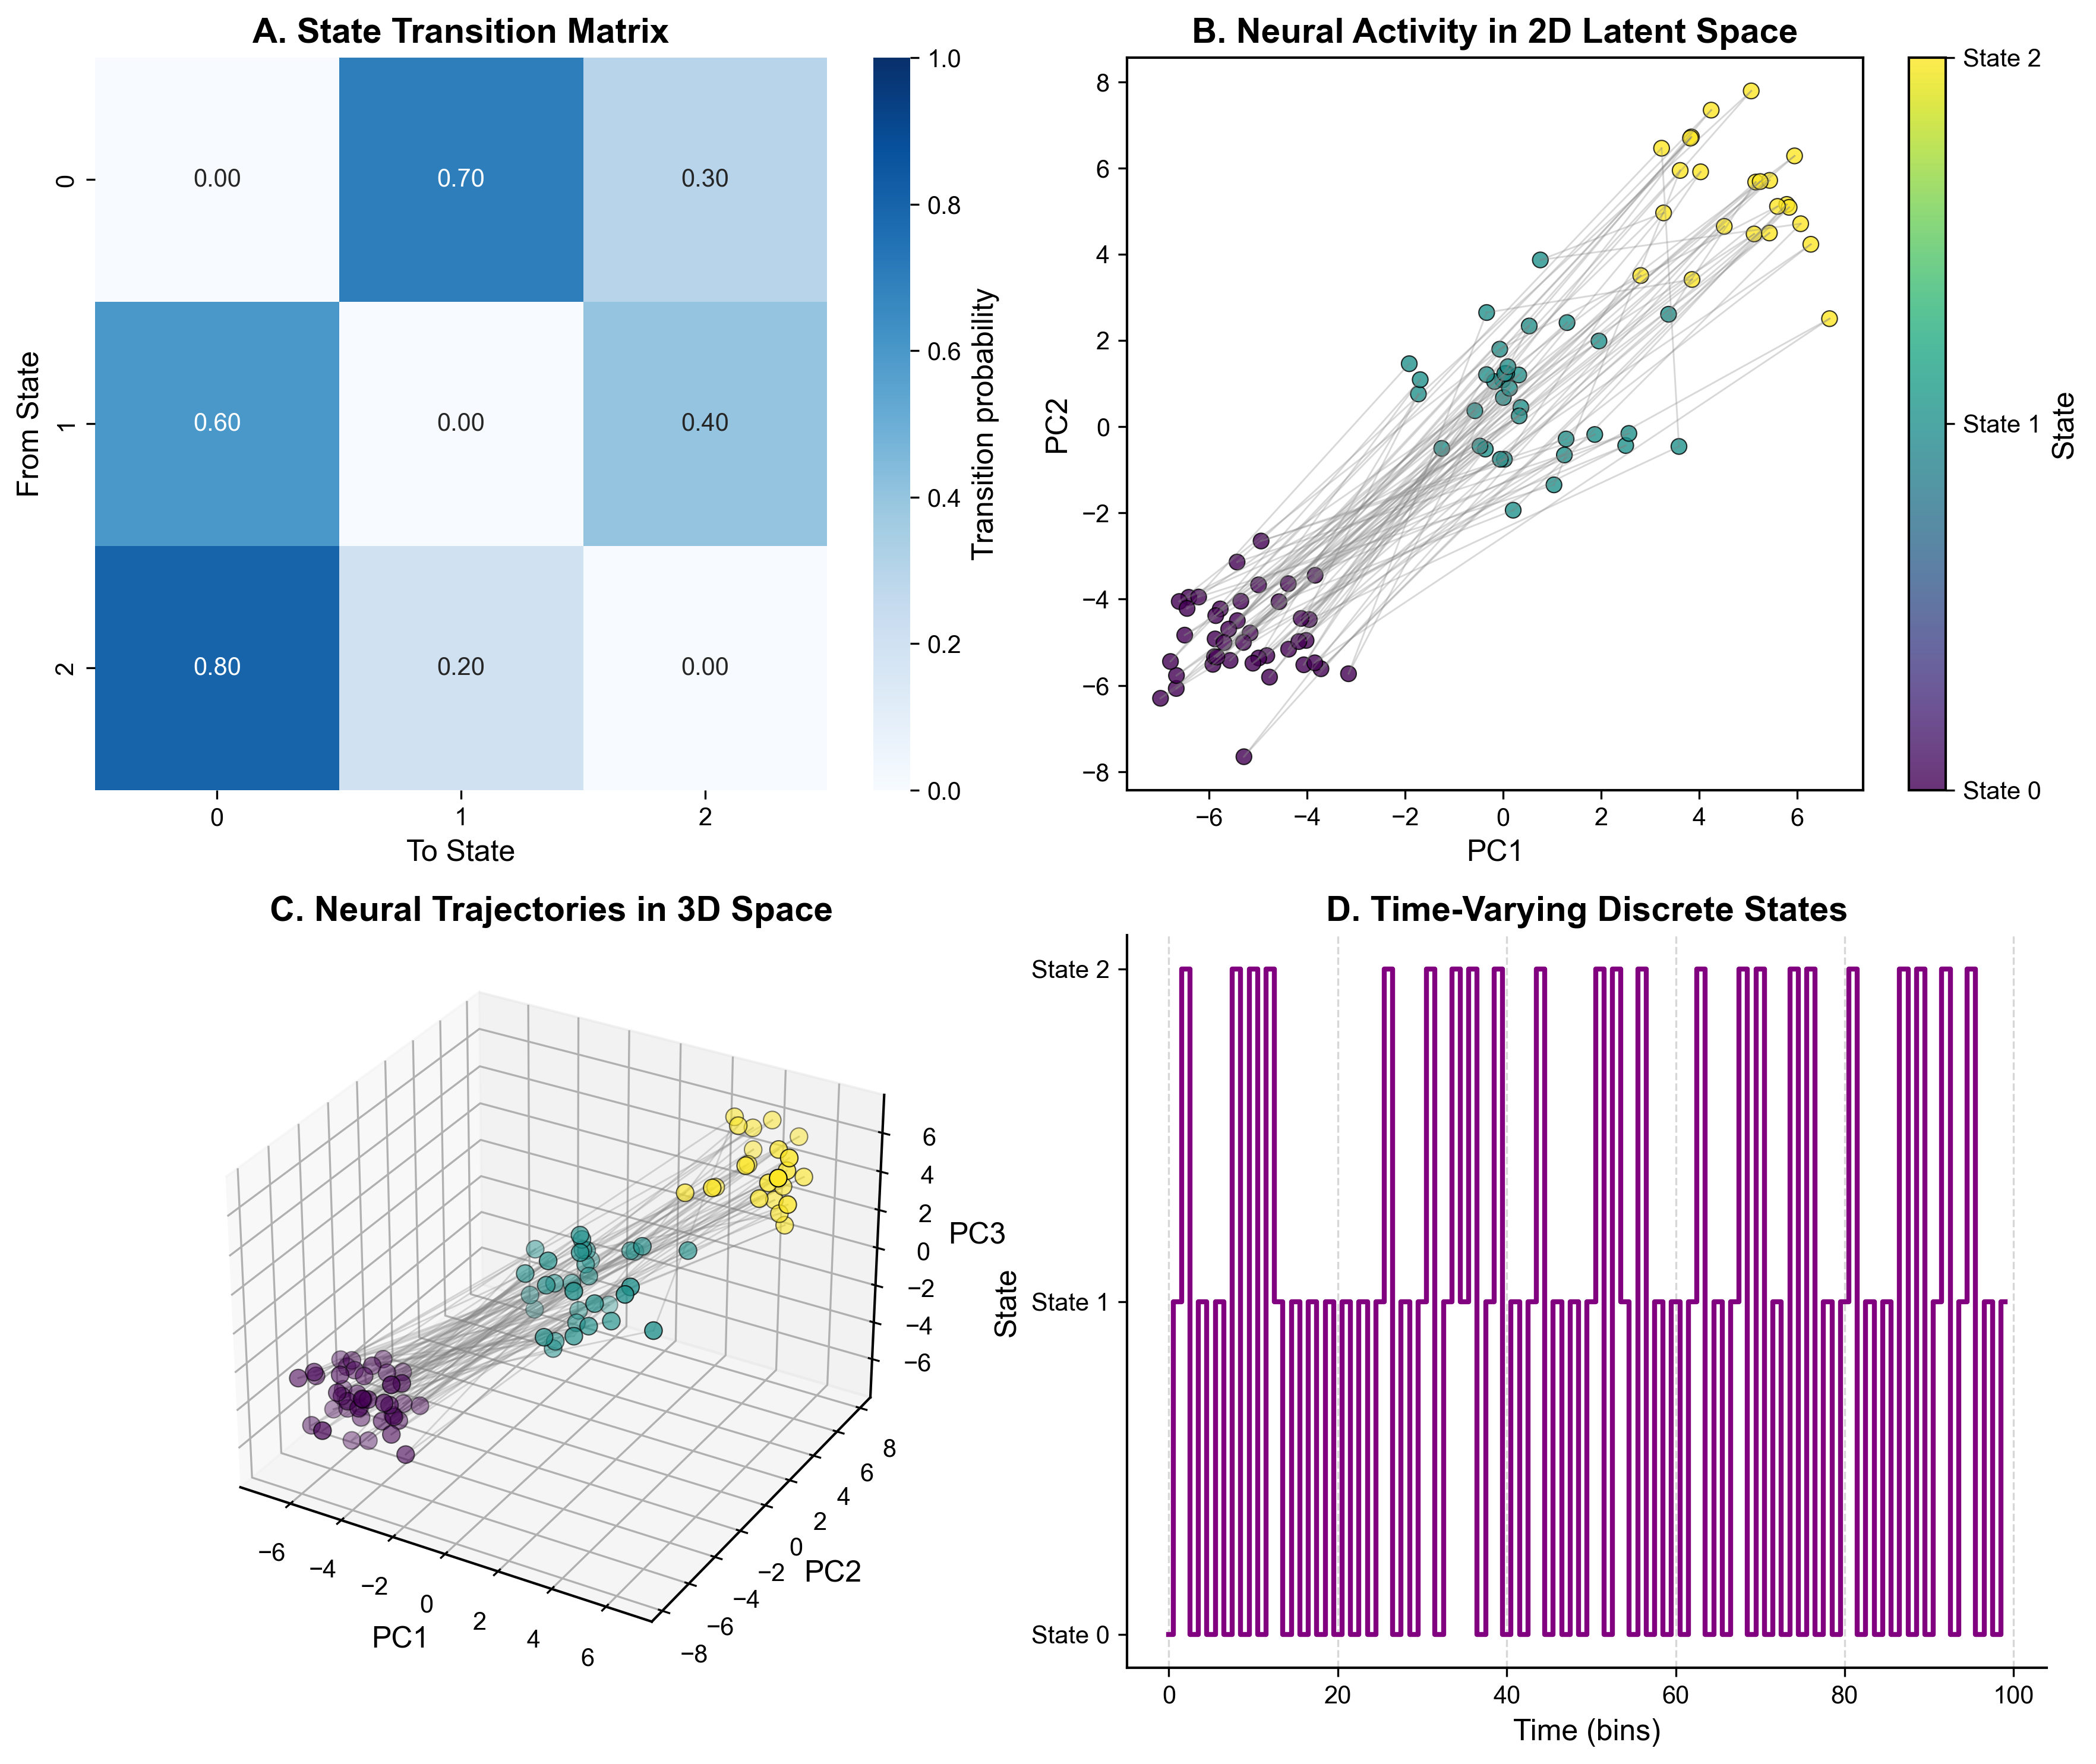 A. State Transition Matrix
0.00 0.70 0.30
0.60 0.00 0.40
0.80 0.20 0.00
0
1
2
From State
0 1 2
To State
1.0
0.8
0.6
0.4
0.2
0.0
Transition probability
B. Neural Activity in 2D Latent Space
8
6
4
2
0
−2
−4
−6
−8
PC2
−6 −4 −2 0 2 4 6
PC1
State 2
State 1
State 0
State
C. Neural Trajectories in 3D Space
6
4
2
0
−2
−4
−6
PC3
8
6
4
2
0
−2
−4
−6
−8
PC2
−6
−4
−2
0
2
4
6
PC1
D. Time-Varying Discrete States
State 2
State 1
State 0
State
0 20 40 60 80 100
Time (bins)